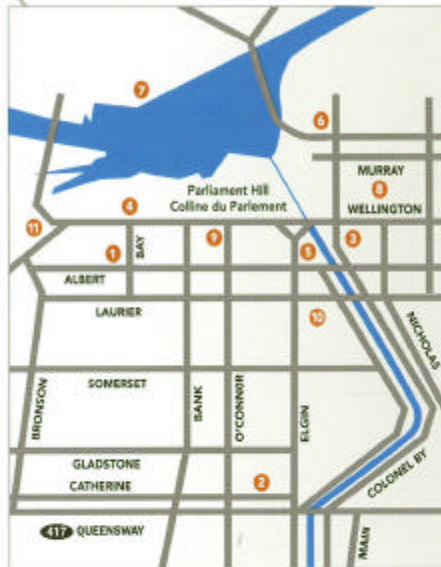 7
6
MURRAY
8
Parliament Hill
Colline du Parlement
WELLINGTON
4
11
1
BAY
9
5
3
ALBERT
LAURIER
10
NICHOLAS
SOMERSET
BRONSON
BANK
O'CONNOR
ELGIN
GLADSTONE
CATHERINE
2
COLONEL BY
417 QUEENSWAY
MAIN